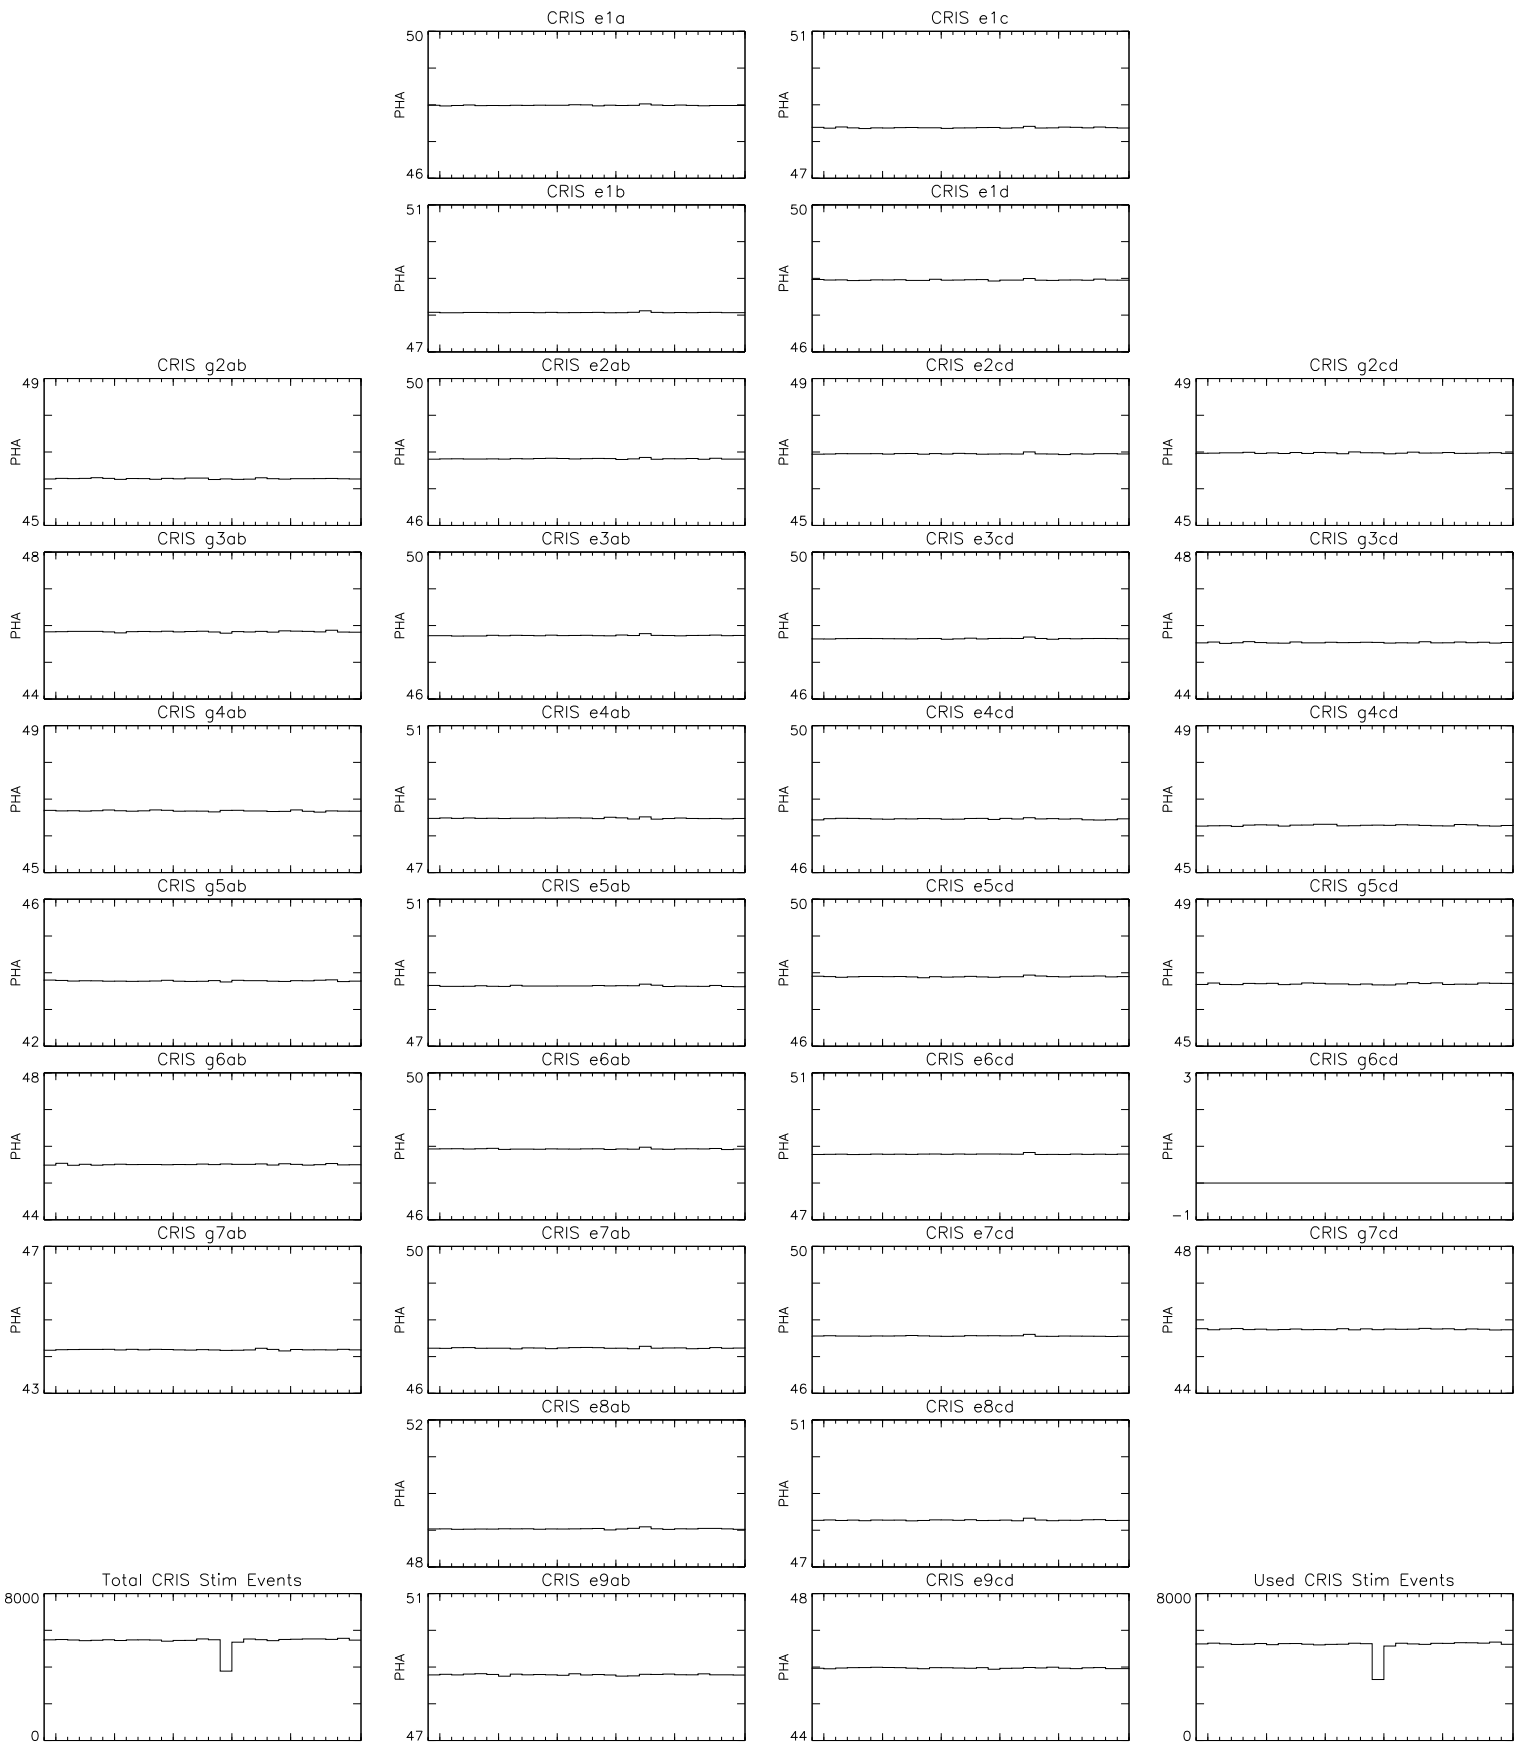 CRIS e1a
50
PHA
46
CRIS e1c
51
PHA
47
CRIS e1b
51
PHA
47
CRIS e1d
50
PHA
46
CRIS g2ab
49
PHA
45
CRIS e2ab
50
PHA
46
CRIS e2cd
49
PHA
45
CRIS g2cd
49
PHA
45
CRIS g3ab
48
PHA
44
CRIS e3ab
50
PHA
46
CRIS e3cd
50
PHA
46
CRIS g3cd
48
PHA
44
CRIS g4ab
49
PHA
45
CRIS e4ab
51
PHA
47
CRIS e4cd
50
PHA
46
CRIS g4cd
49
PHA
45
CRIS g5ab
46
PHA
42
CRIS e5ab
51
PHA
47
CRIS e5cd
50
PHA
46
CRIS g5cd
49
PHA
45
CRIS g6ab
48
PHA
44
CRIS e6ab
50
PHA
46
CRIS e6cd
51
PHA
47
CRIS g6cd
3
PHA
-1
CRIS g7ab
47
PHA
43
CRIS e7ab
50
PHA
46
CRIS e7cd
50
PHA
46
CRIS g7cd
48
PHA
44
CRIS e8ab
52
PHA
48
CRIS e8cd
51
PHA
47
Total CRIS Stim Events
8000
0
CRIS e9ab
51
PHA
47
CRIS e9cd
48
PHA
44
Used CRIS Stim Events
8000
0